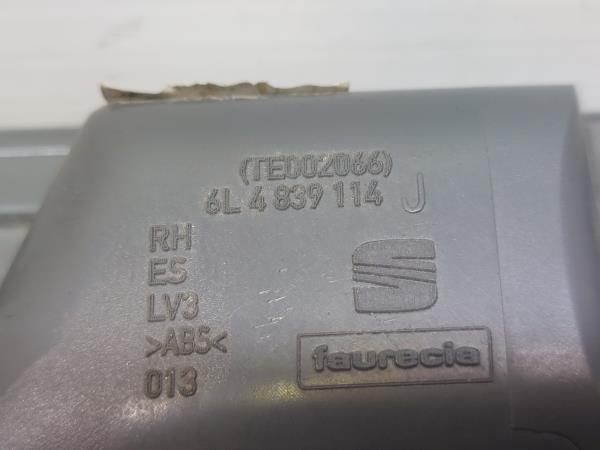 (TE002066)
6L 4 839 114 J
RH
ES
LV3
>ABS<
013
faurecia